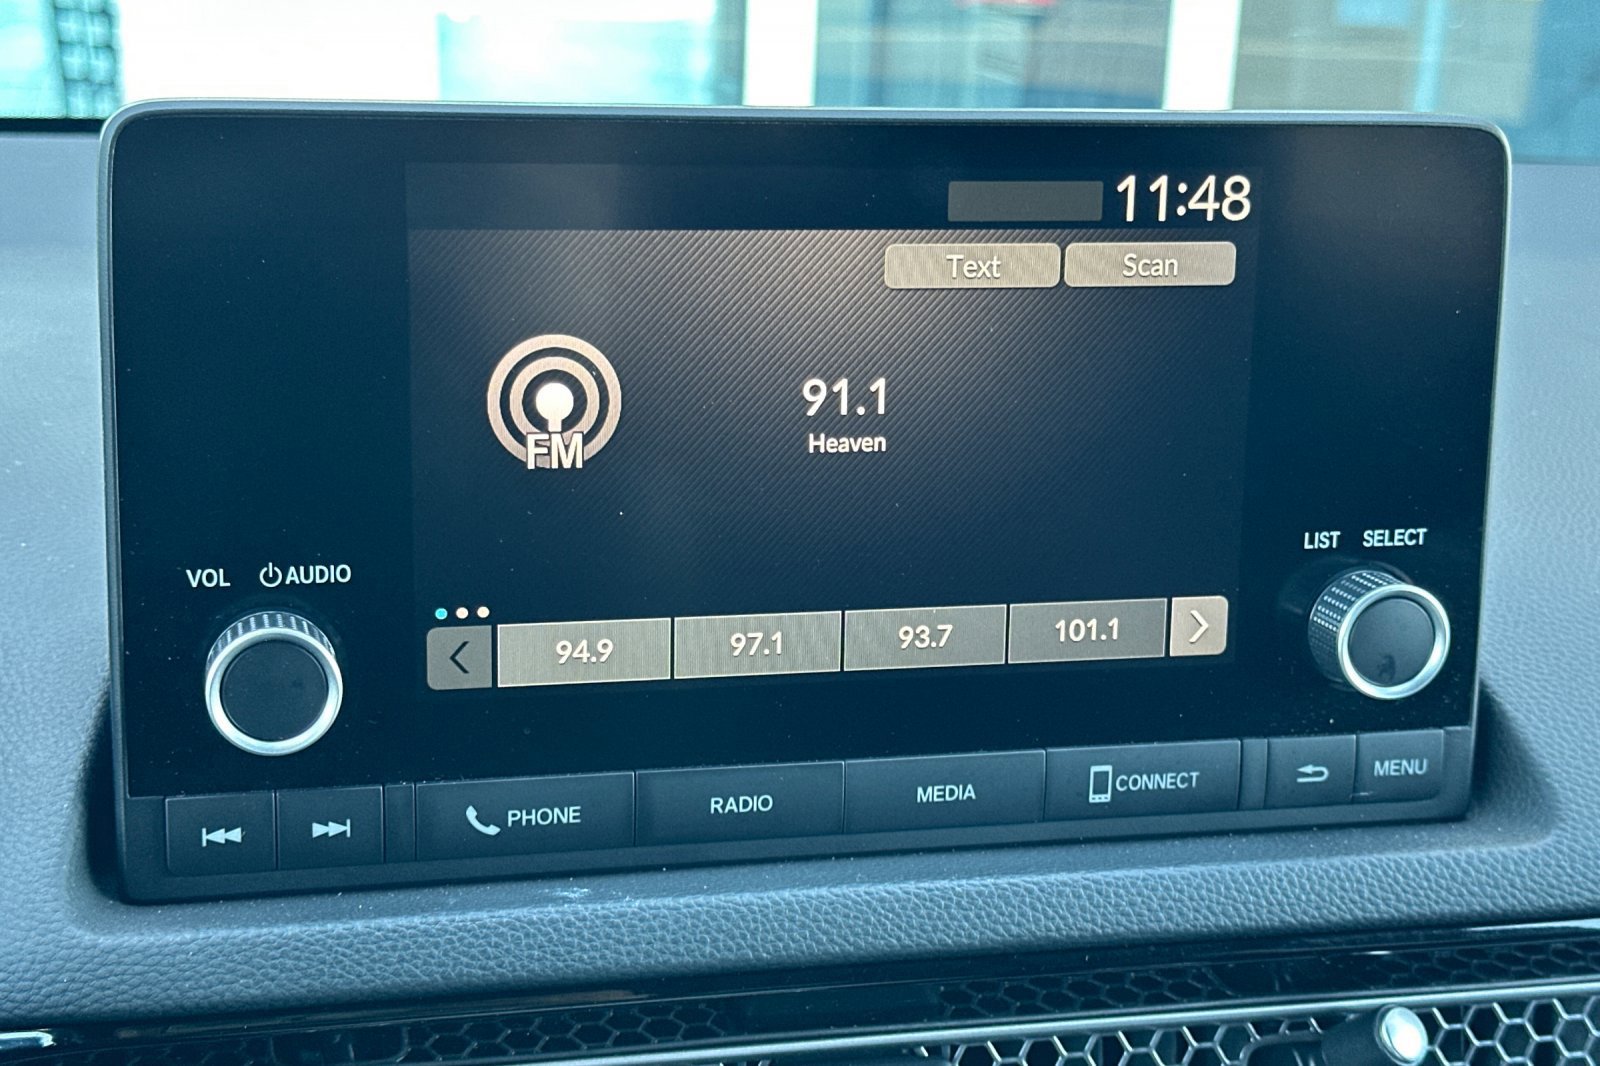 11:48
Text Scan
FM
91.1
Heaven
LIST SELECT
VOL AUDIO
94.9 97.1 93.7 101.1
PHONE RADIO MEDIA CONNECT MENU